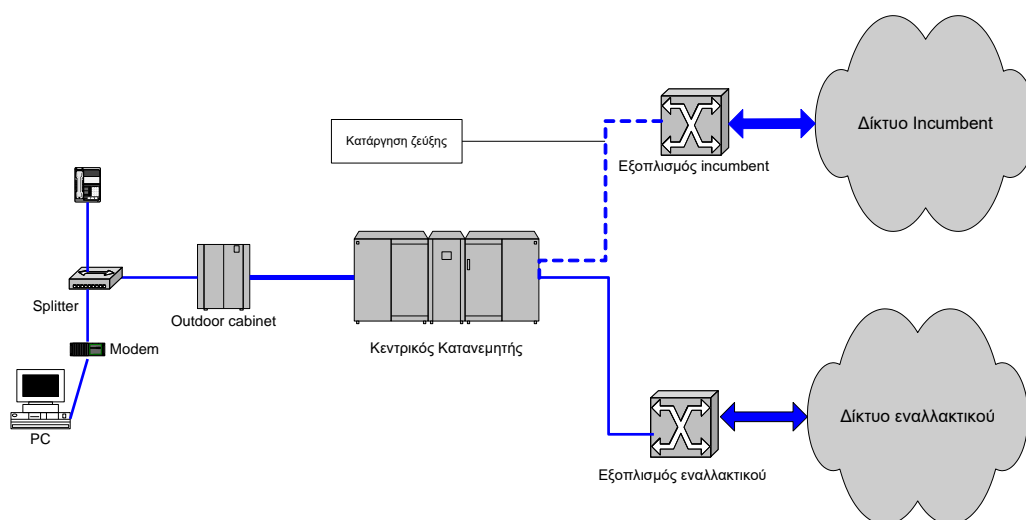 Δίκτυο Incumbent
Κατάργηση ζεύξης
Εξοπλισμός incumbent
Splitter
Outdoor cabinet
Κεντρικός Κατανεμητής
Modem
PC
Δίκτυο εναλλακτικού
Εξοπλισμός εναλλακτικού